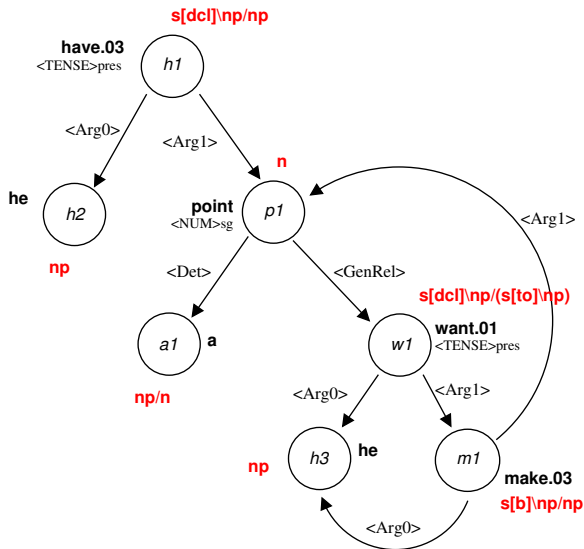 s[dcl]\np/np
have.03
<TENSE>pres
h1
<Arg0>
<Arg1>
n
he
h2
point
<NUM>sg
p1
<Arg1>
np
<Det>
<GenRel>
s[dcl]\np/(s[to]\np)
a1
a
w1
want.01
<TENSE>pres
np/n
<Arg0>
<Arg1>
np
h3
he
m1
make.03
s[b]\np/np
<Arg0>